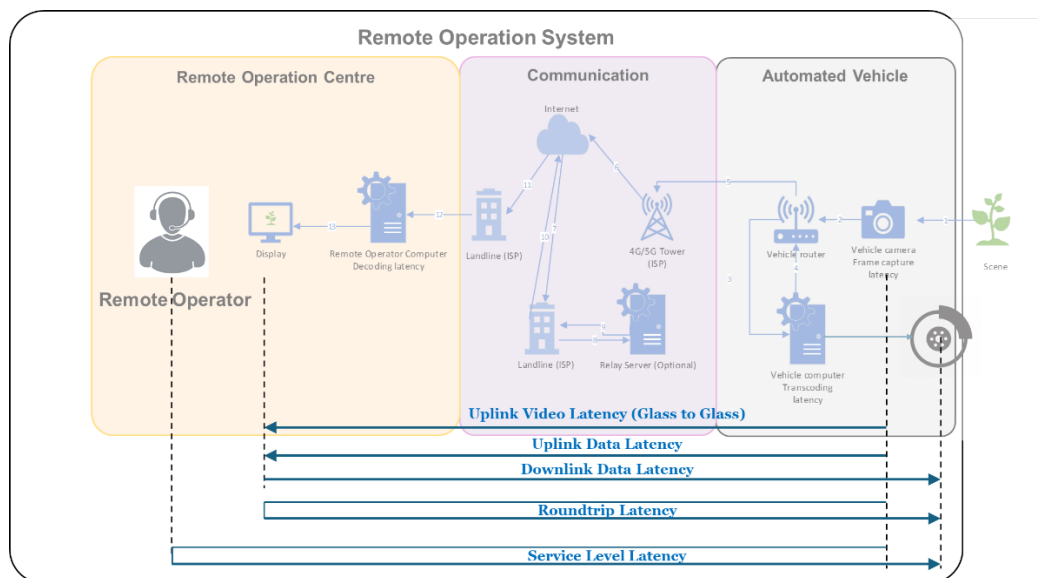 Remote Operation System
Remote Operation Centre
Communication
Automated Vehicle
Internet
11
6
5
12
13
10
7
2
1
Display
Remote Operator Computer
Decoding latency
Landline (ISP)
4G/5G Tower
(ISP)
Vehicle router
Vehicle camera
Frame capture
latency
Scene
3
4
Remote Operator
9
8
Landline (ISP)
Relay Server (Optional)
Vehicle computer
Transcoding
latency
Uplink Video Latency (Glass to Glass)
Uplink Data Latency
Downlink Data Latency
Roundtrip Latency
Service Level Latency